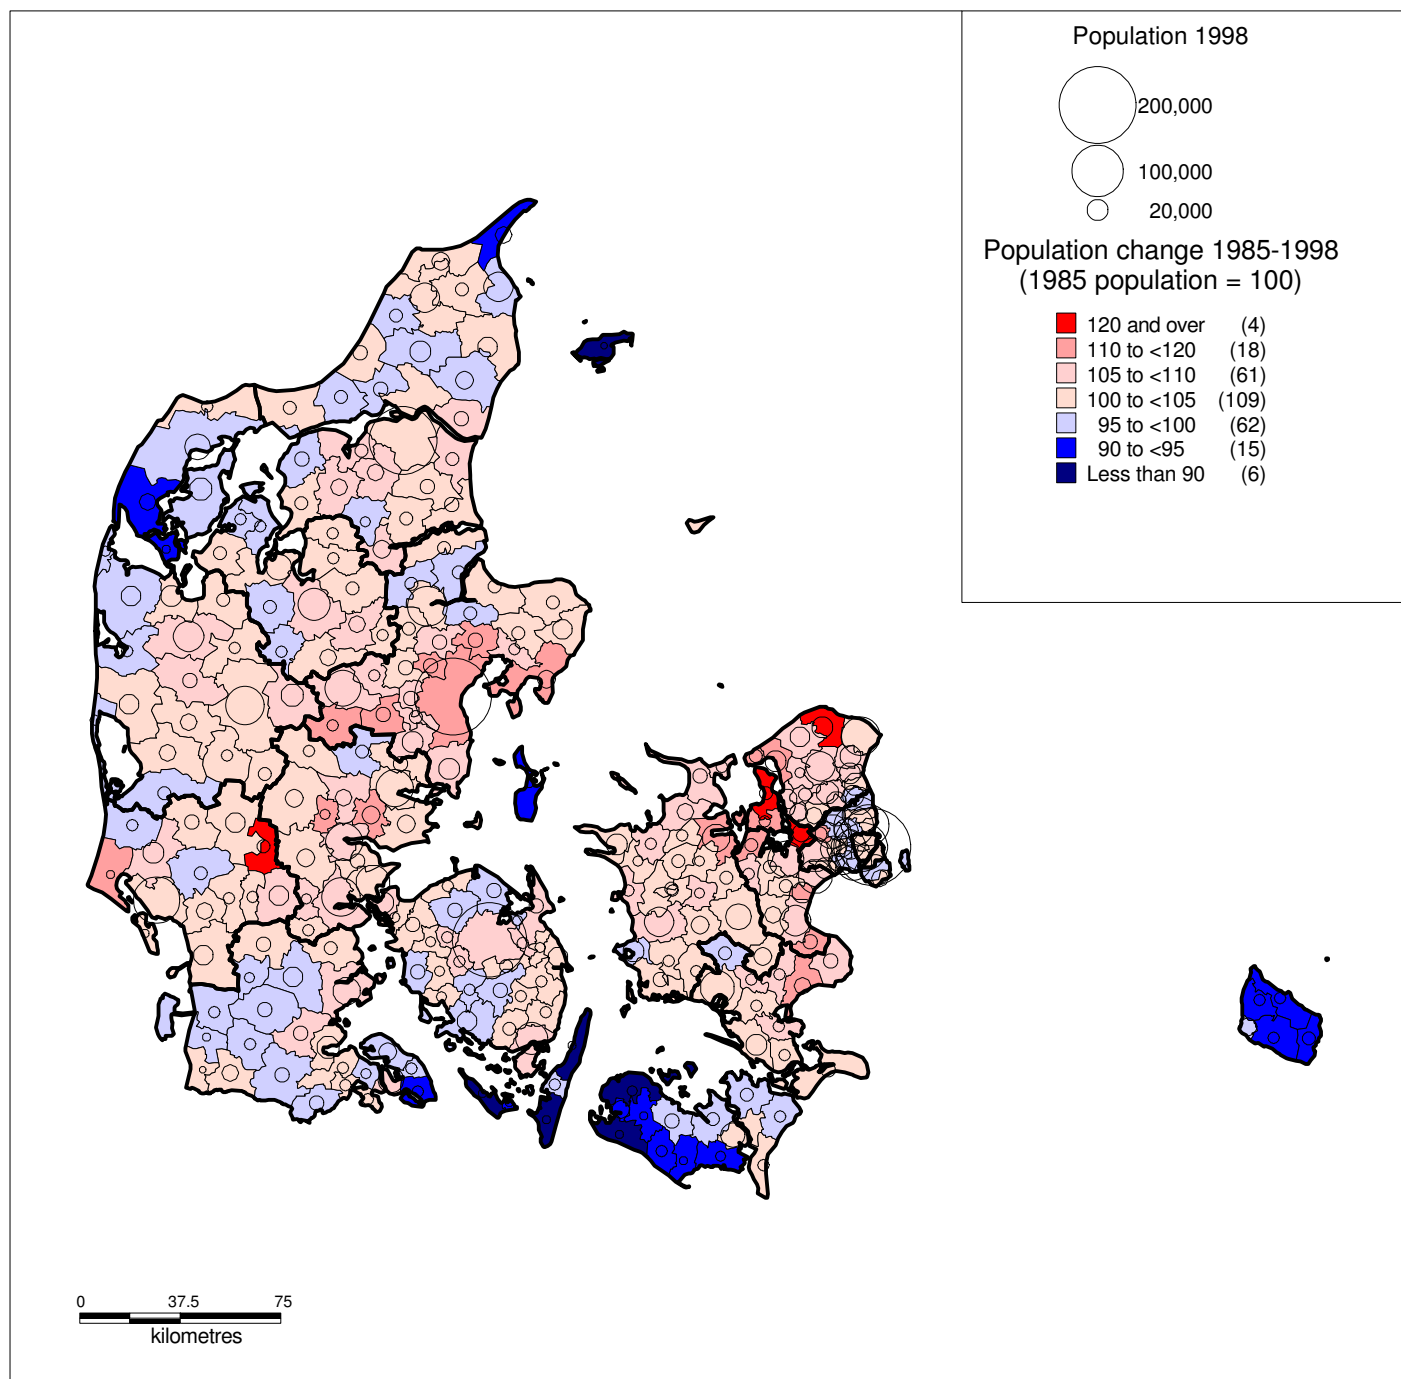 Population 1998
200,000
100,000
20,000
Population change 1985-1998
(1985 population = 100)
120 and over (4)
110 to <120 (18)
105 to <110 (61)
100 to <105 (109)
95 to <100 (62)
90 to <95 (15)
Less than 90 (6)
0 37.5 75
kilometres